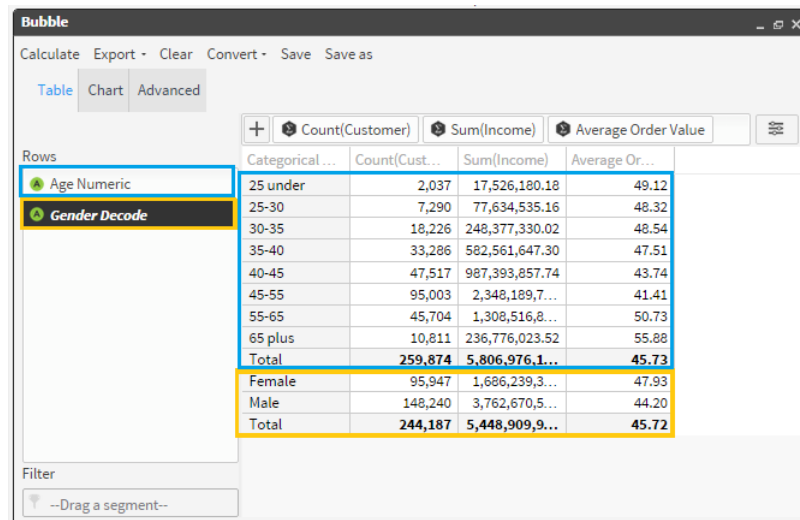 Bubble
Calculate Export Clear Convert Save Save as
Table Chart Advanced
+ Count(Customer) Sum(Income) Average Order Value
Rows
Age Numeric
Gender Decode
Categorical ... Count(Cust... Sum(Income) Average Or...
25 under 2,037 17,526,180.18 49.12
25-30 7,290 77,634,535.16 48.32
30-35 18,226 248,377,330.02 48.54
35-40 33,286 582,561,647.30 47.51
40-45 47,517 987,393,857.74 43.74
45-55 95,003 2,348,189,7... 41.41
55-65 45,704 1,308,516,8... 50.73
65 plus 10,811 236,776,023.52 55.88
Total 259,874 5,806,976,1... 45.73
Female 95,947 1,686,239,3... 47.93
Male 148,240 3,762,670,5... 44.20
Total 244,187 5,448,909,9... 45.72
Filter
--Drag a segment--